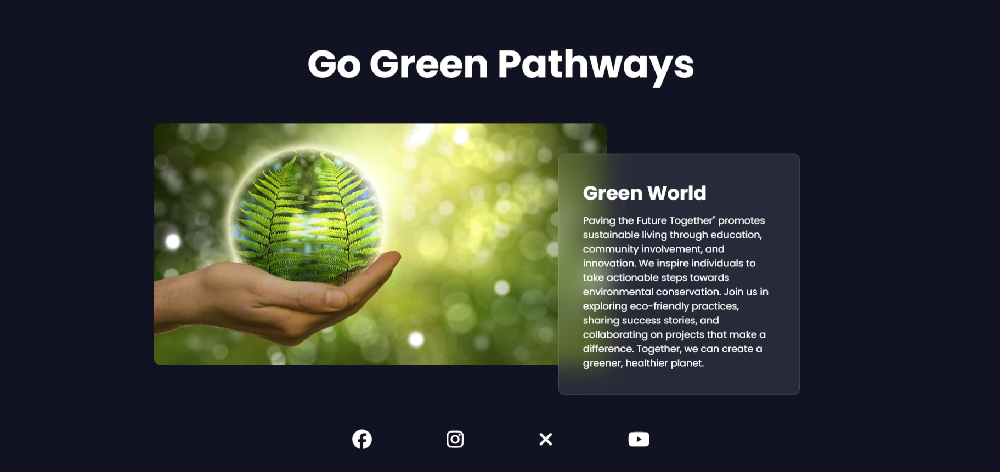 Go Green Pathways
Green World
Paving the Future Together" promotes
sustainable living through education,
community involvement, and
innovation. We inspire individuals to
take actionable steps towards
environmental conservation. Join us in
exploring eco-friendly practices,
sharing success stories, and
collaborating on projects that make a
difference. Together, we can create a
greener, healthier planet.